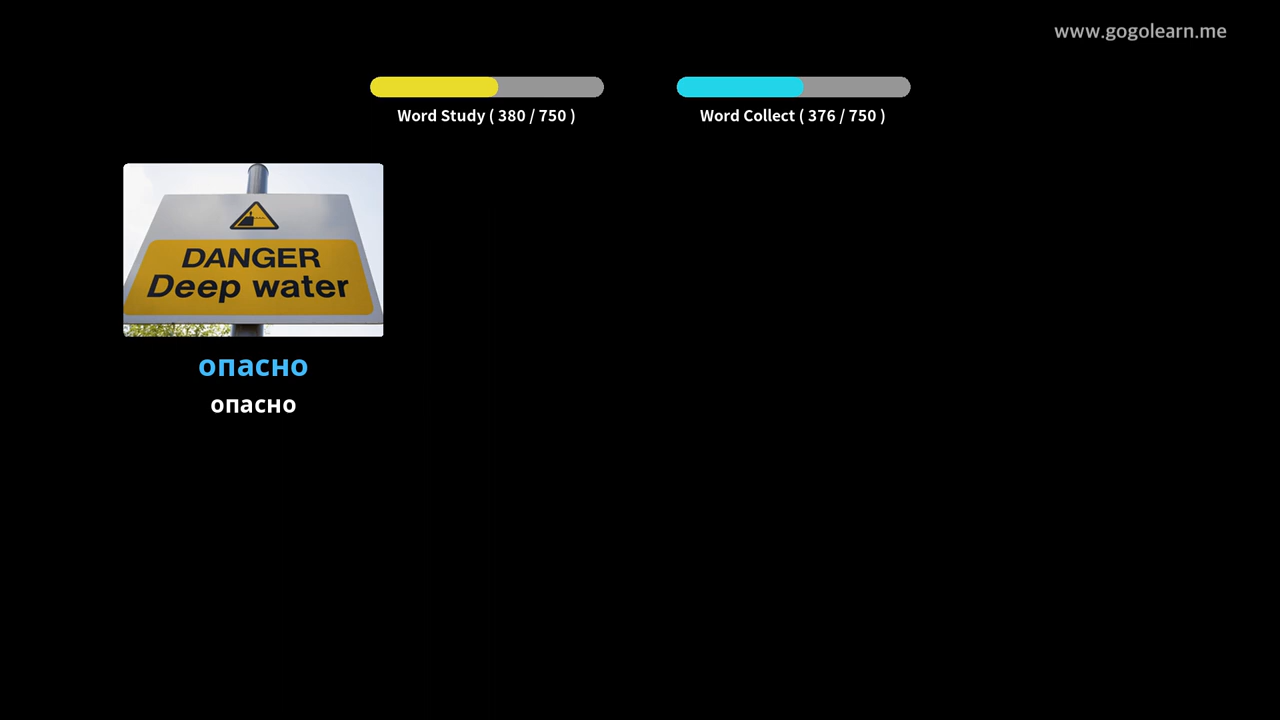 www.gogolearn.me
Word Study ( 380 / 750 )
Word Collect ( 376 / 750 )
DANGER
Deep water
опасно
опасно